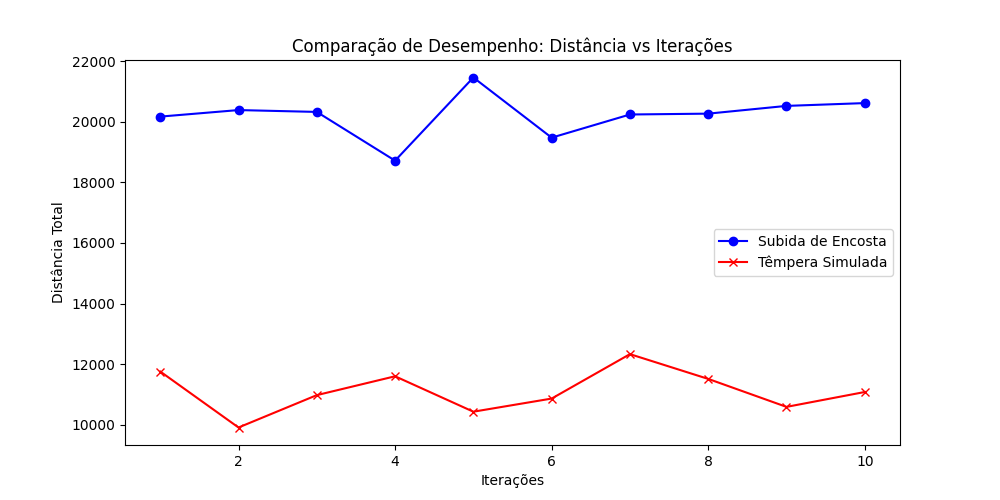 Comparação de Desempenho: Distância vs Iterações
22000
20000
18000
16000
14000
12000
10000
Distância Total
Subida de Encosta
Têmpera Simulada
2 4 6 8 10
Iterações